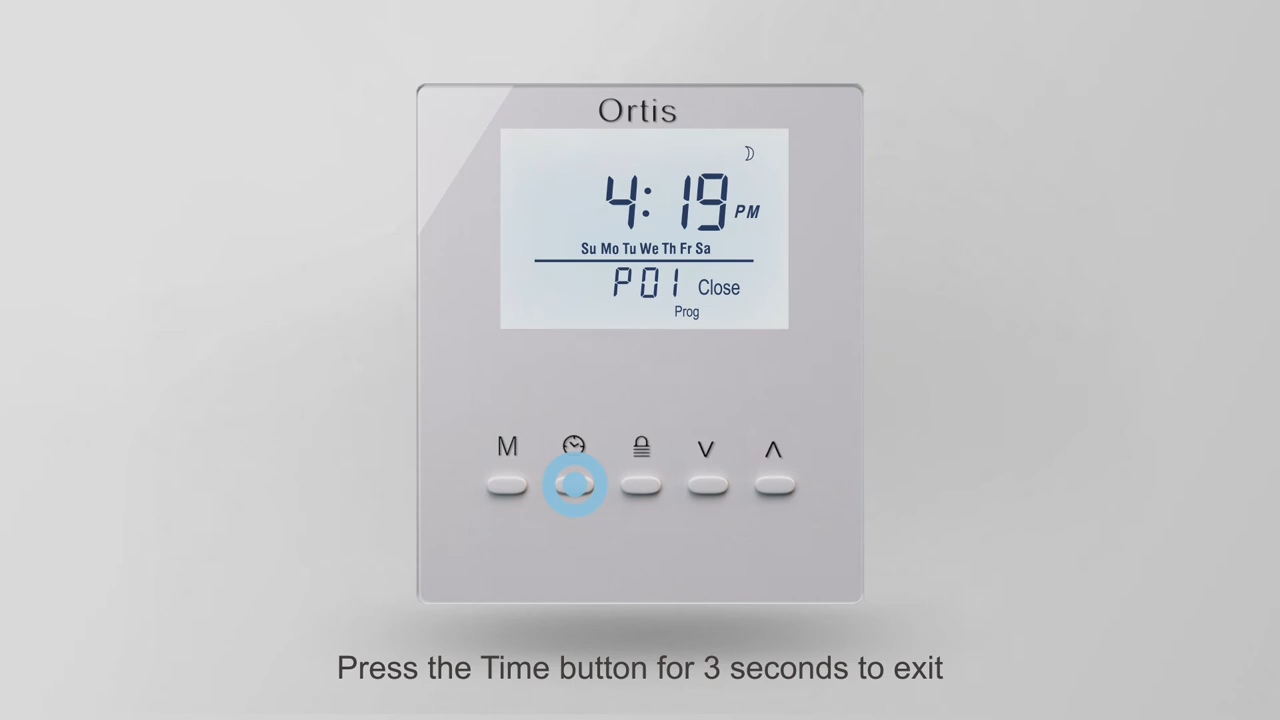 Ortis
4:19 PM
Su Mo Tu We Th Fr Sa
P01 Close
Prog
M
Press the Time button for 3 seconds to exit